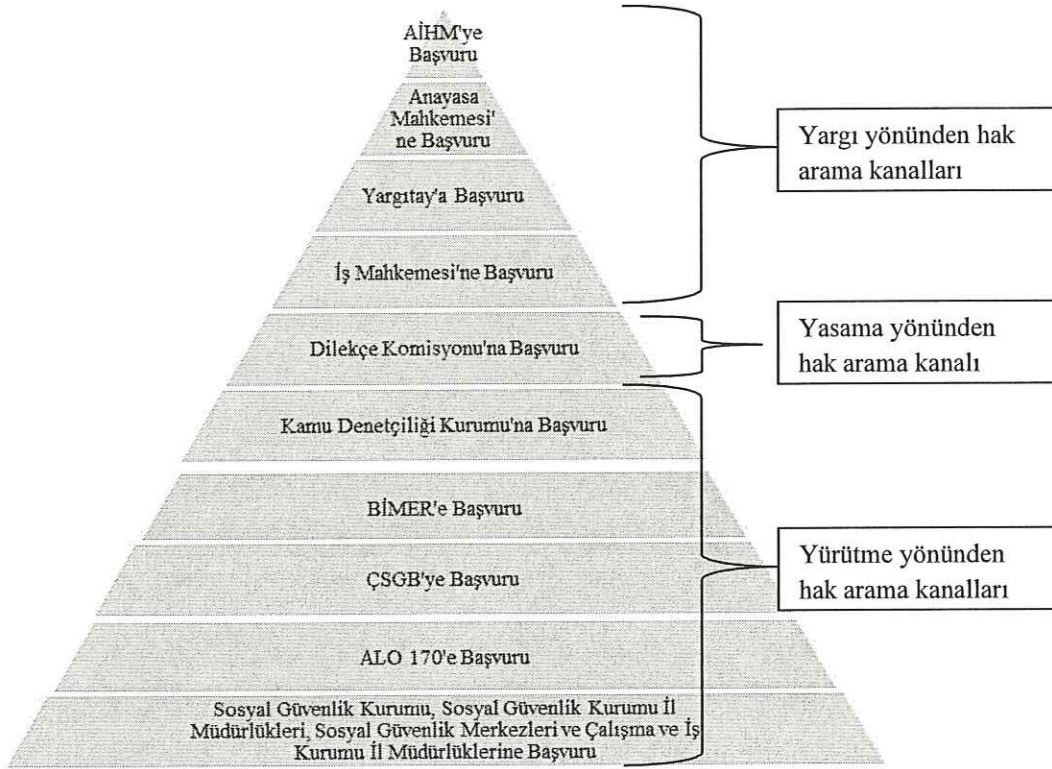 AİHM'ye
Başvuru
Anayasa
Mahkemesi'
ne Başvuru
Yargıtay'a Başvuru
İş Mahkemesi'ne Başvuru
Dilekçe Komisyonu'na Başvuru
Kamu Denetçiliği Kurumu'na Başvuru
BİMER'e Başvuru
ÇSGB'ye Başvuru
ALO 170'e Başvuru
Sosyal Güvenlik Kurumu, Sosyal Güvenlik Kurumu İl
Müdürlükleri, Sosyal Güvenlik Merkezleri ve Çalışma ve İş
Kurumu İl Müdürlüklerine Başvuru
Yargı yönünden hak
arama kanalları
Yasama yönünden
hak arama kanalı
Yürütme yönünden
hak arama kanalları